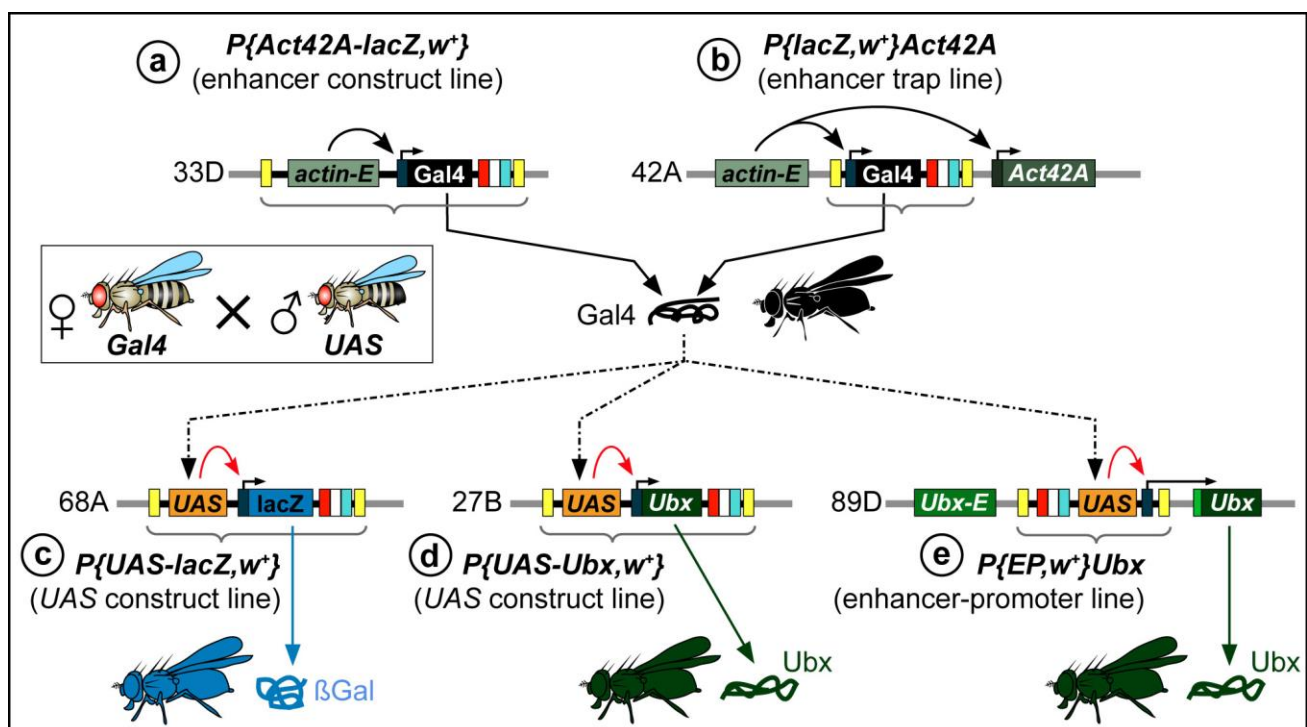 a
P{Act42A-lacZ,w⁺}
(enhancer construct line)
b
P{lacZ,w⁺}Act42A
(enhancer trap line)
33D
actin-E
Gal4
42A
actin-E
Gal4
Act42A
♀
Gal4
×
♂
UAS
Gal4
68A
UAS
lacZ
27B
UAS
Ubx
89D
Ubx-E
UAS
Ubx
c
P{UAS-lacZ,w⁺}
(UAS construct line)
d
P{UAS-Ubx,w⁺}
(UAS construct line)
e
P{EP,w⁺}Ubx
(enhancer-promoter line)
ßGal
Ubx
Ubx